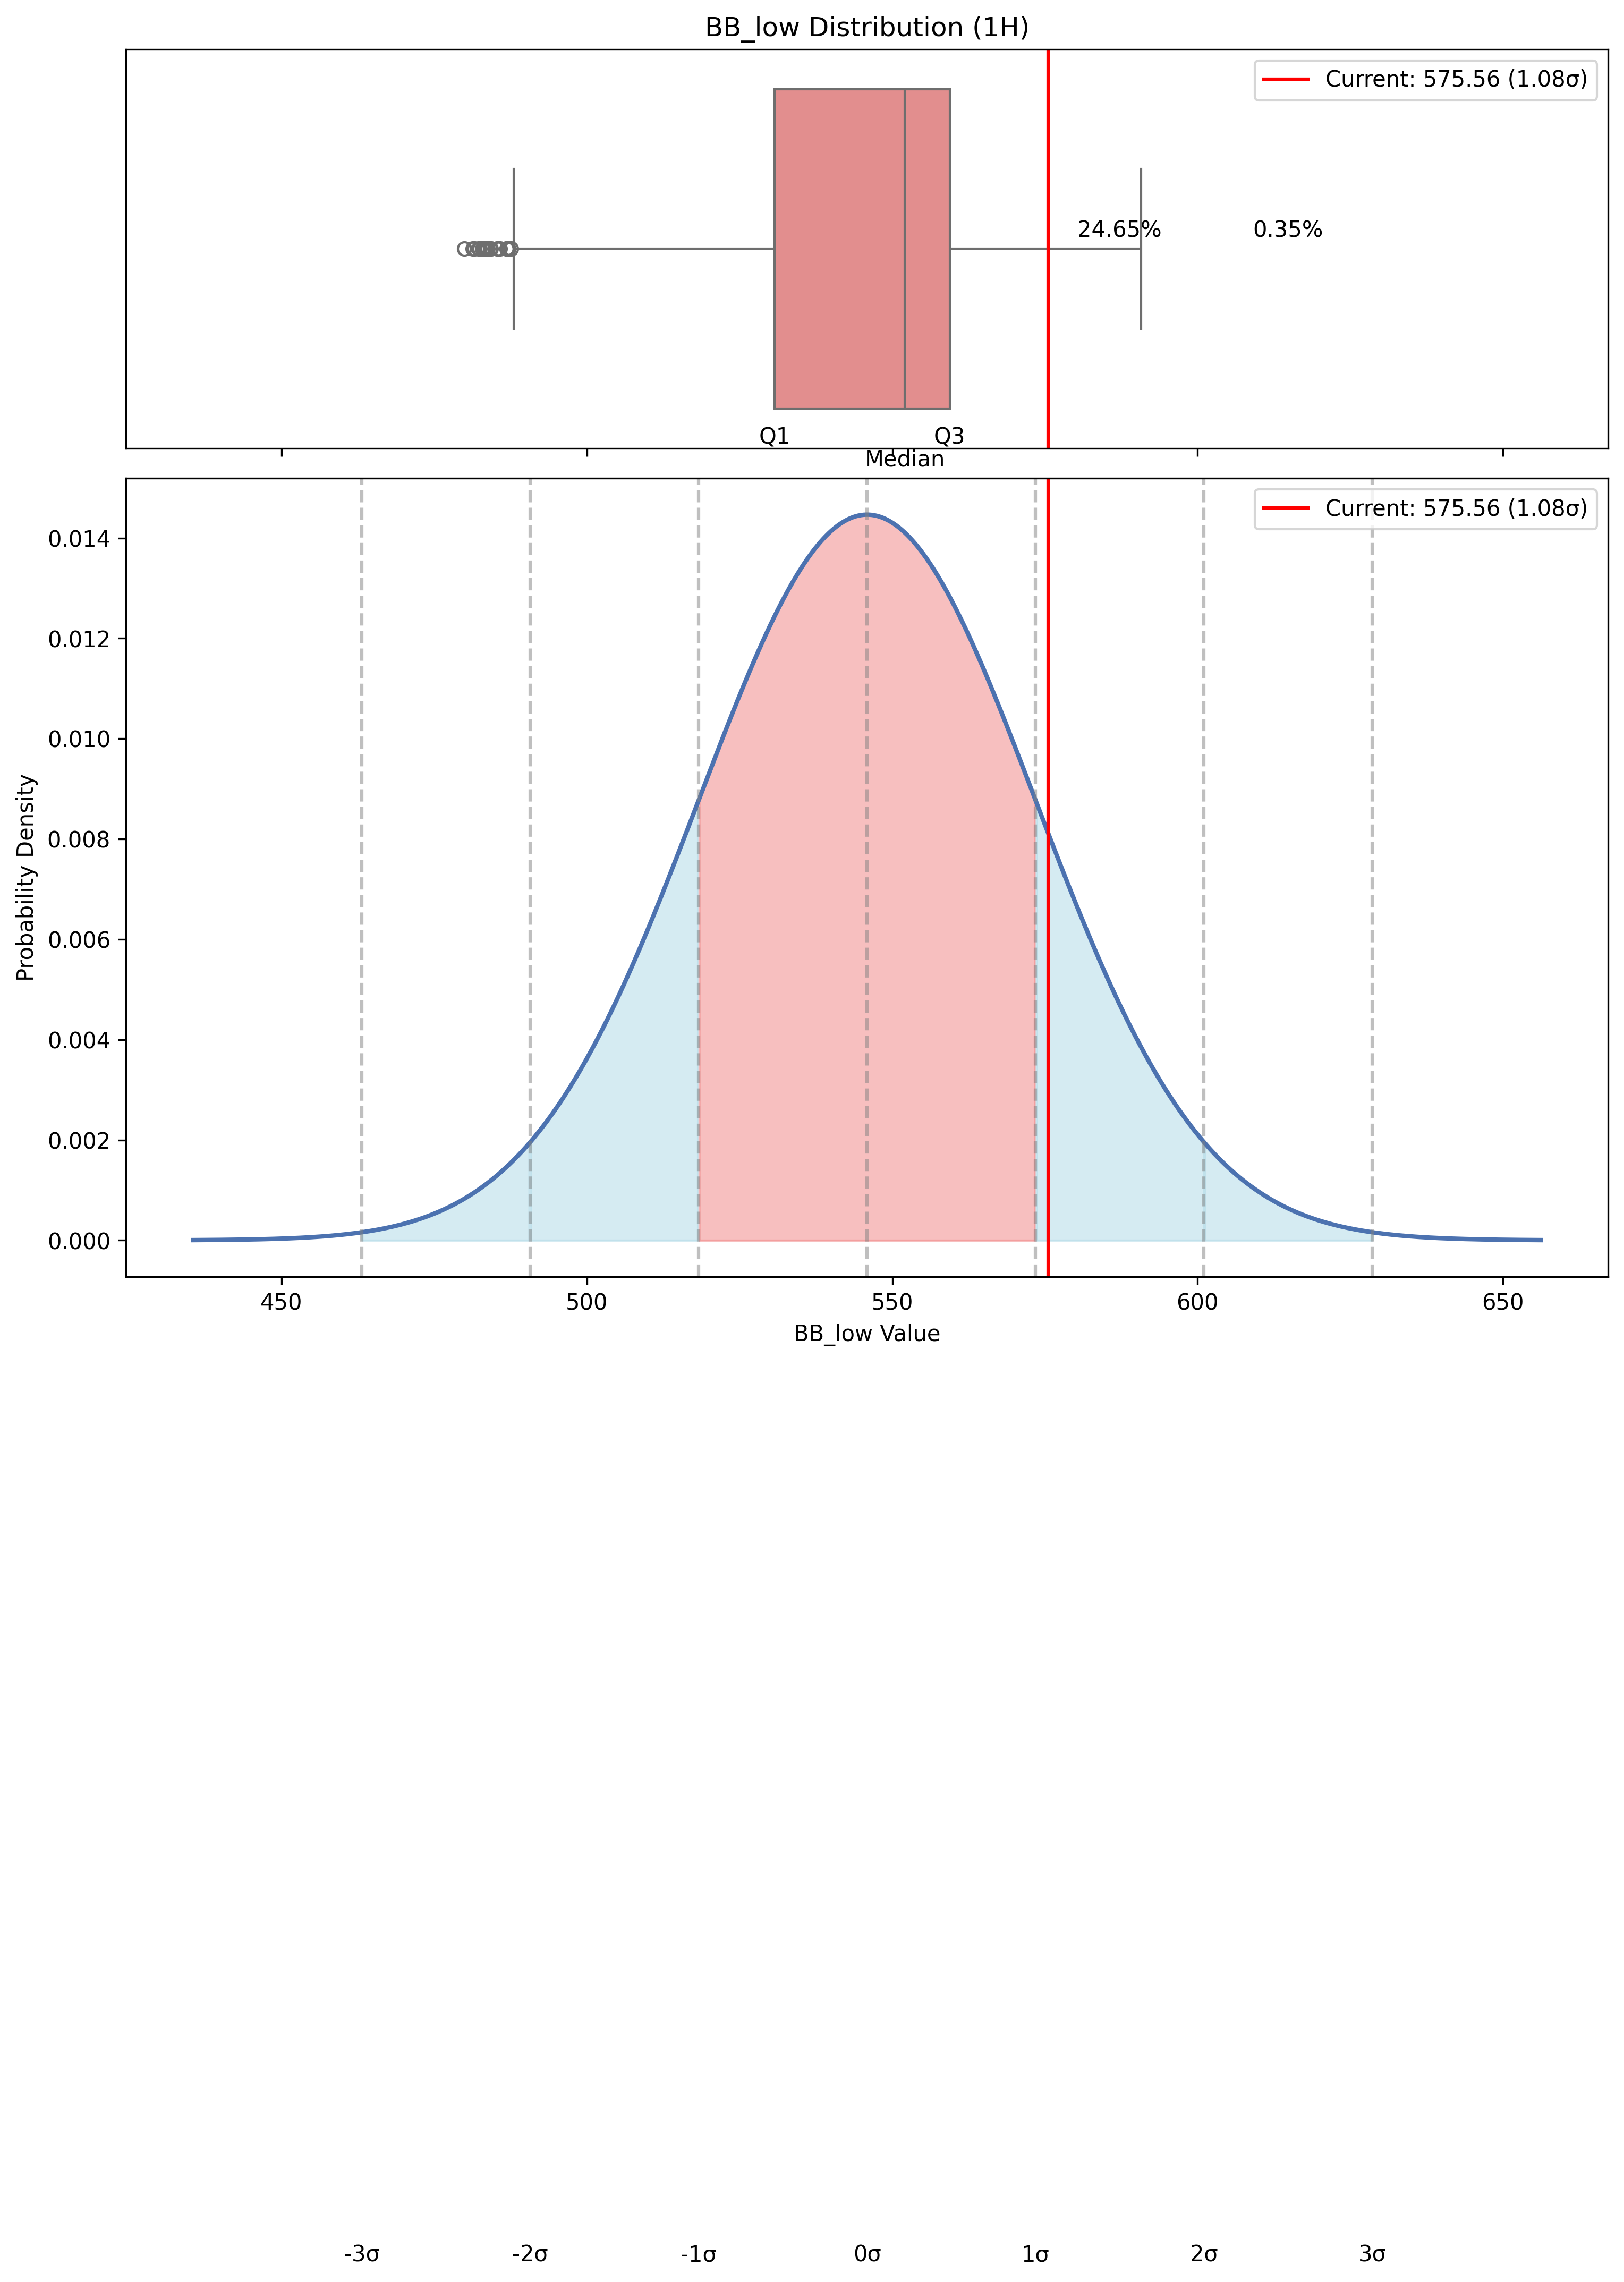 BB_low Distribution (1H)
Current: 575.56 (1.08σ)
24.65%
0.35%
Q1
Q3
Median
Current: 575.56 (1.08σ)
0.014
0.012
0.010
0.008
0.006
0.004
0.002
0.000
Probability Density
450
500
550
600
650
BB_low Value
-3σ
-2σ
-1σ
0σ
1σ
2σ
3σ